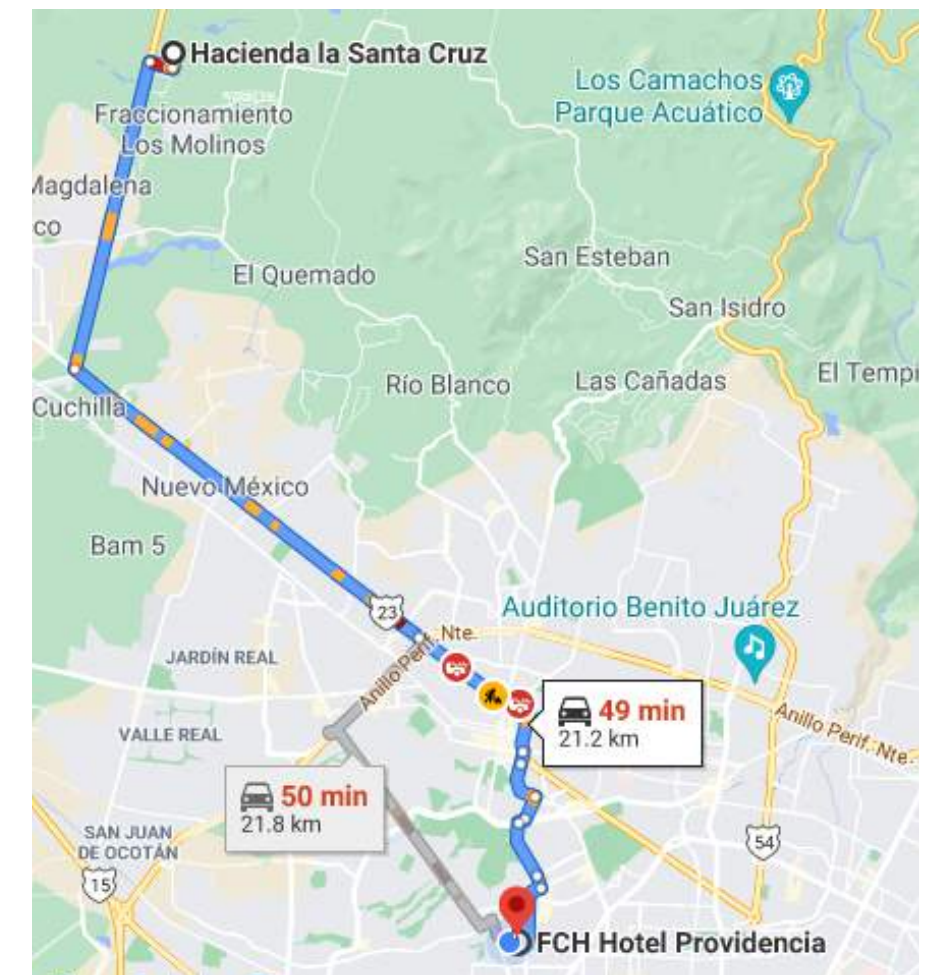 Hacienda la Santa Cruz
Los Camachos
Parque Acuático
Fraccionamiento
Los Molinos
Magdalena
co
San Esteban
El Quemado
San Isidro
Río Blanco
Las Cañadas
El Tempi
Cuchilla
Nuevo México
Bam 5
23
Auditorio Benito Juárez
Anillo Perif. Nte.
JARDÍN REAL
49 min
21.2 km
Anillo Perif. Nte.
VALLE REAL
50 min
21.8 km
SAN JUAN
DE OCOTÁN
54
15
FCH Hotel Providencia